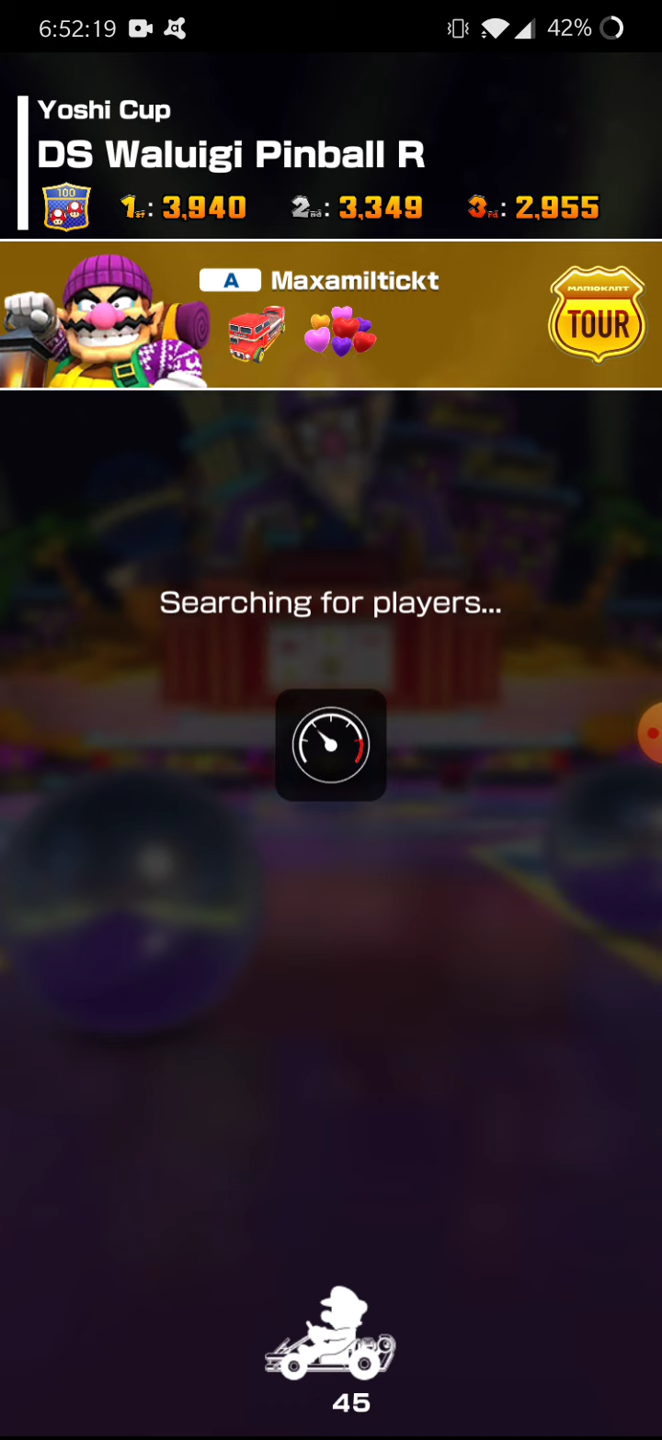 6:52:19 42%
Yoshi Cup
DS Waluigi Pinball R
100 1st: 3,940 2nd: 3,349 3rd: 2,955
A Maxamiltickt
MARIOKART
TOUR
Searching for players...
45